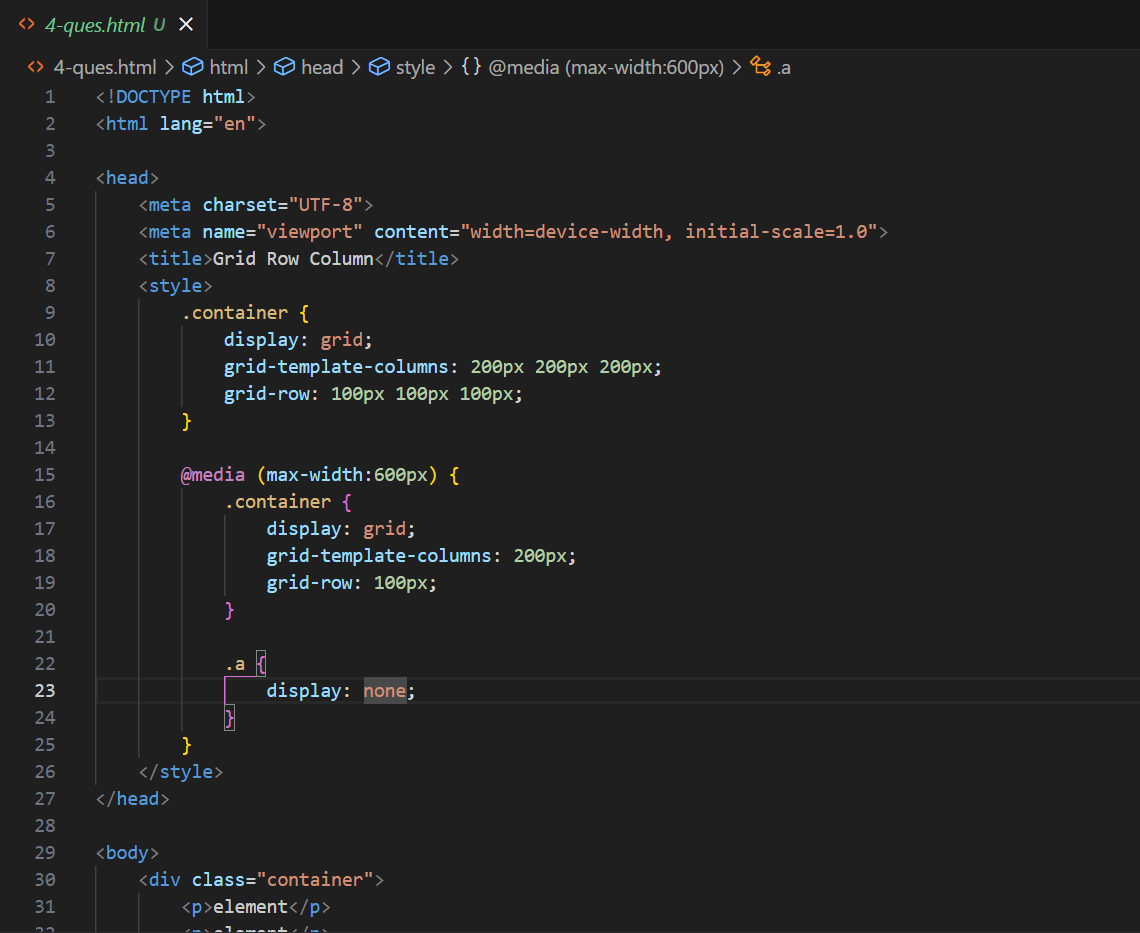 4-ques.html U
4-ques.html > html > head > style > {} @media (max-width:600px) > .a
1 <!DOCTYPE html>
2 <html lang="en">
3
4 <head>
5 <meta charset="UTF-8">
6 <meta name="viewport" content="width=device-width, initial-scale=1.0">
7 <title>Grid Row Column</title>
8 <style>
9 .container {
10 display: grid;
11 grid-template-columns: 200px 200px 200px;
12 grid-row: 100px 100px 100px;
13 }
14
15 @media (max-width:600px) {
16 .container {
17 display: grid;
18 grid-template-columns: 200px;
19 grid-row: 100px;
20 }
21
22 .a {
23 display: none;
24 }
25 }
26 </style>
27 </head>
28
29 <body>
30 <div class="container">
31 <p>element</p>
32 <p>element</p>